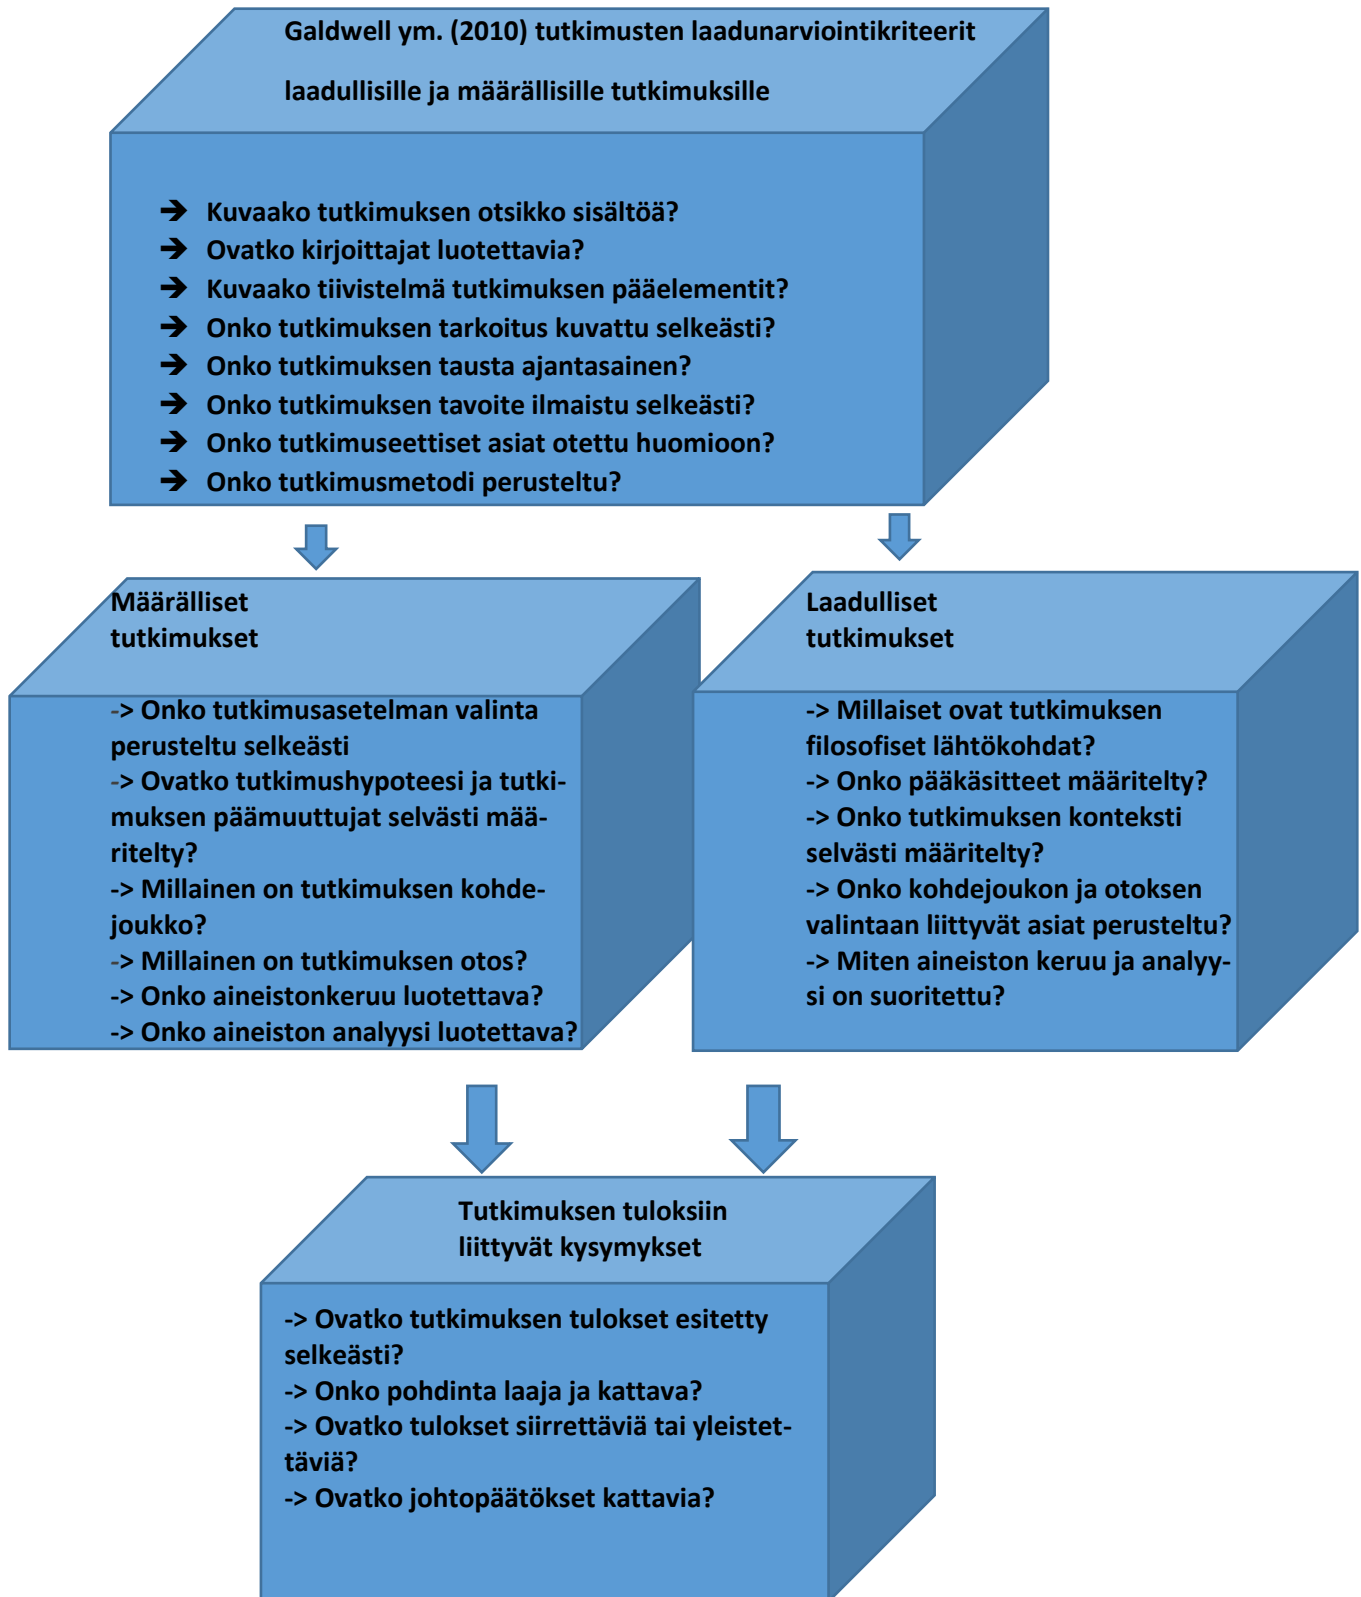 Galdwell ym. (2010) tutkimusten laadunarviointikriteerit
laadullisille ja määrällisille tutkimuksille
➔ Kuvaako tutkimuksen otsikko sisältöä?
➔ Ovatko kirjoittajat luotettavia?
➔ Kuvaako tiivistelmä tutkimuksen pääelementit?
➔ Onko tutkimuksen tarkoitus kuvattu selkeästi?
➔ Onko tutkimuksen tausta ajantasainen?
➔ Onko tutkimuksen tavoite ilmaistu selkeästi?
➔ Onko tutkimuseettiset asiat otettu huomioon?
➔ Onko tutkimusmetodi perusteltu?
Määrälliset
tutkimukset
-> Onko tutkimusasetelman valinta
perusteltu selkeästi
-> Ovatko tutkimushypoteesi ja tutki-
muksen päämuuttujat selvästi mää-
ritelty?
-> Millainen on tutkimuksen kohde-
joukko?
-> Millainen on tutkimuksen otos?
-> Onko aineistonkeruu luotettava?
-> Onko aineiston analyysi luotettava?
Laadulliset
tutkimukset
-> Millaiset ovat tutkimuksen
filosofiset lähtökohdat?
-> Onko pääkäsitteet määritelty?
-> Onko tutkimuksen konteksti
selvästi määritelty?
-> Onko kohdejoukon ja otoksen
valintaan liittyvät asiat perusteltu?
-> Miten aineiston keruu ja analyy-
si on suoritettu?
Tutkimuksen tuloksiin
liittyvät kysymykset
-> Ovatko tutkimuksen tulokset esitetty
selkeästi?
-> Onko pohdinta laaja ja kattava?
-> Ovatko tulokset siirrettäviä tai yleistet-
täviä?
-> Ovatko johtopäätökset kattavia?